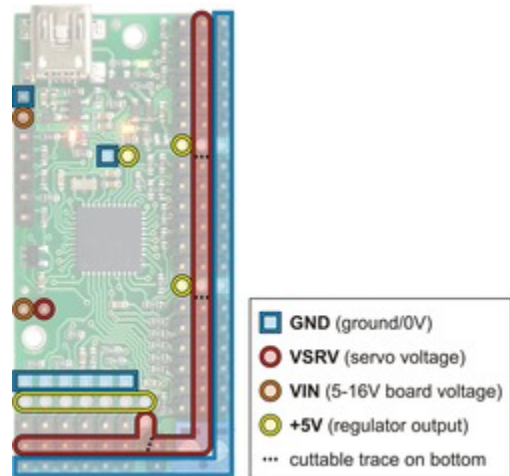 GND (ground/0V)
VSRV (servo voltage)
VIN (5-16V board voltage)
+5V (regulator output)
cuttable trace on bottom